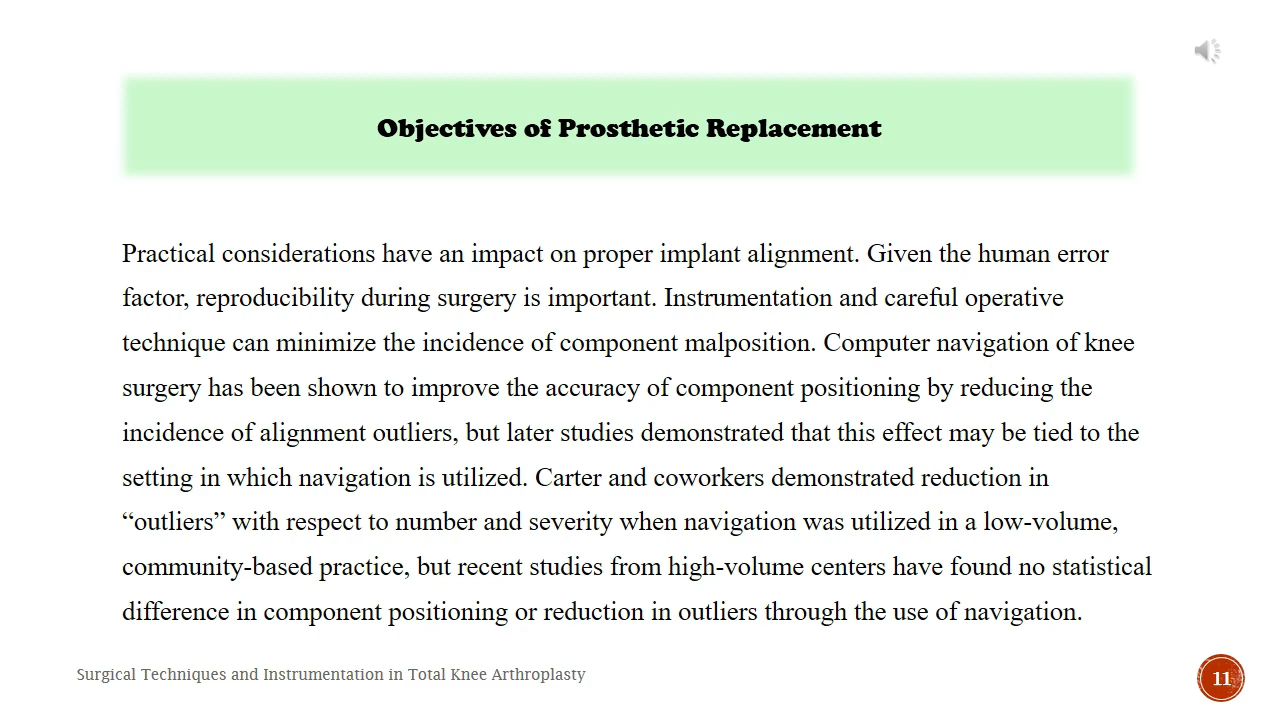 Objectives of Prosthetic Replacement
Practical considerations have an impact on proper implant alignment. Given the human error
factor, reproducibility during surgery is important. Instrumentation and careful operative
technique can minimize the incidence of component malposition. Computer navigation of knee
surgery has been shown to improve the accuracy of component positioning by reducing the
incidence of alignment outliers, but later studies demonstrated that this effect may be tied to the
setting in which navigation is utilized. Carter and coworkers demonstrated reduction in
“outliers” with respect to number and severity when navigation was utilized in a low-volume,
community-based practice, but recent studies from high-volume centers have found no statistical
difference in component positioning or reduction in outliers through the use of navigation.
Surgical Techniques and Instrumentation in Total Knee Arthroplasty
11